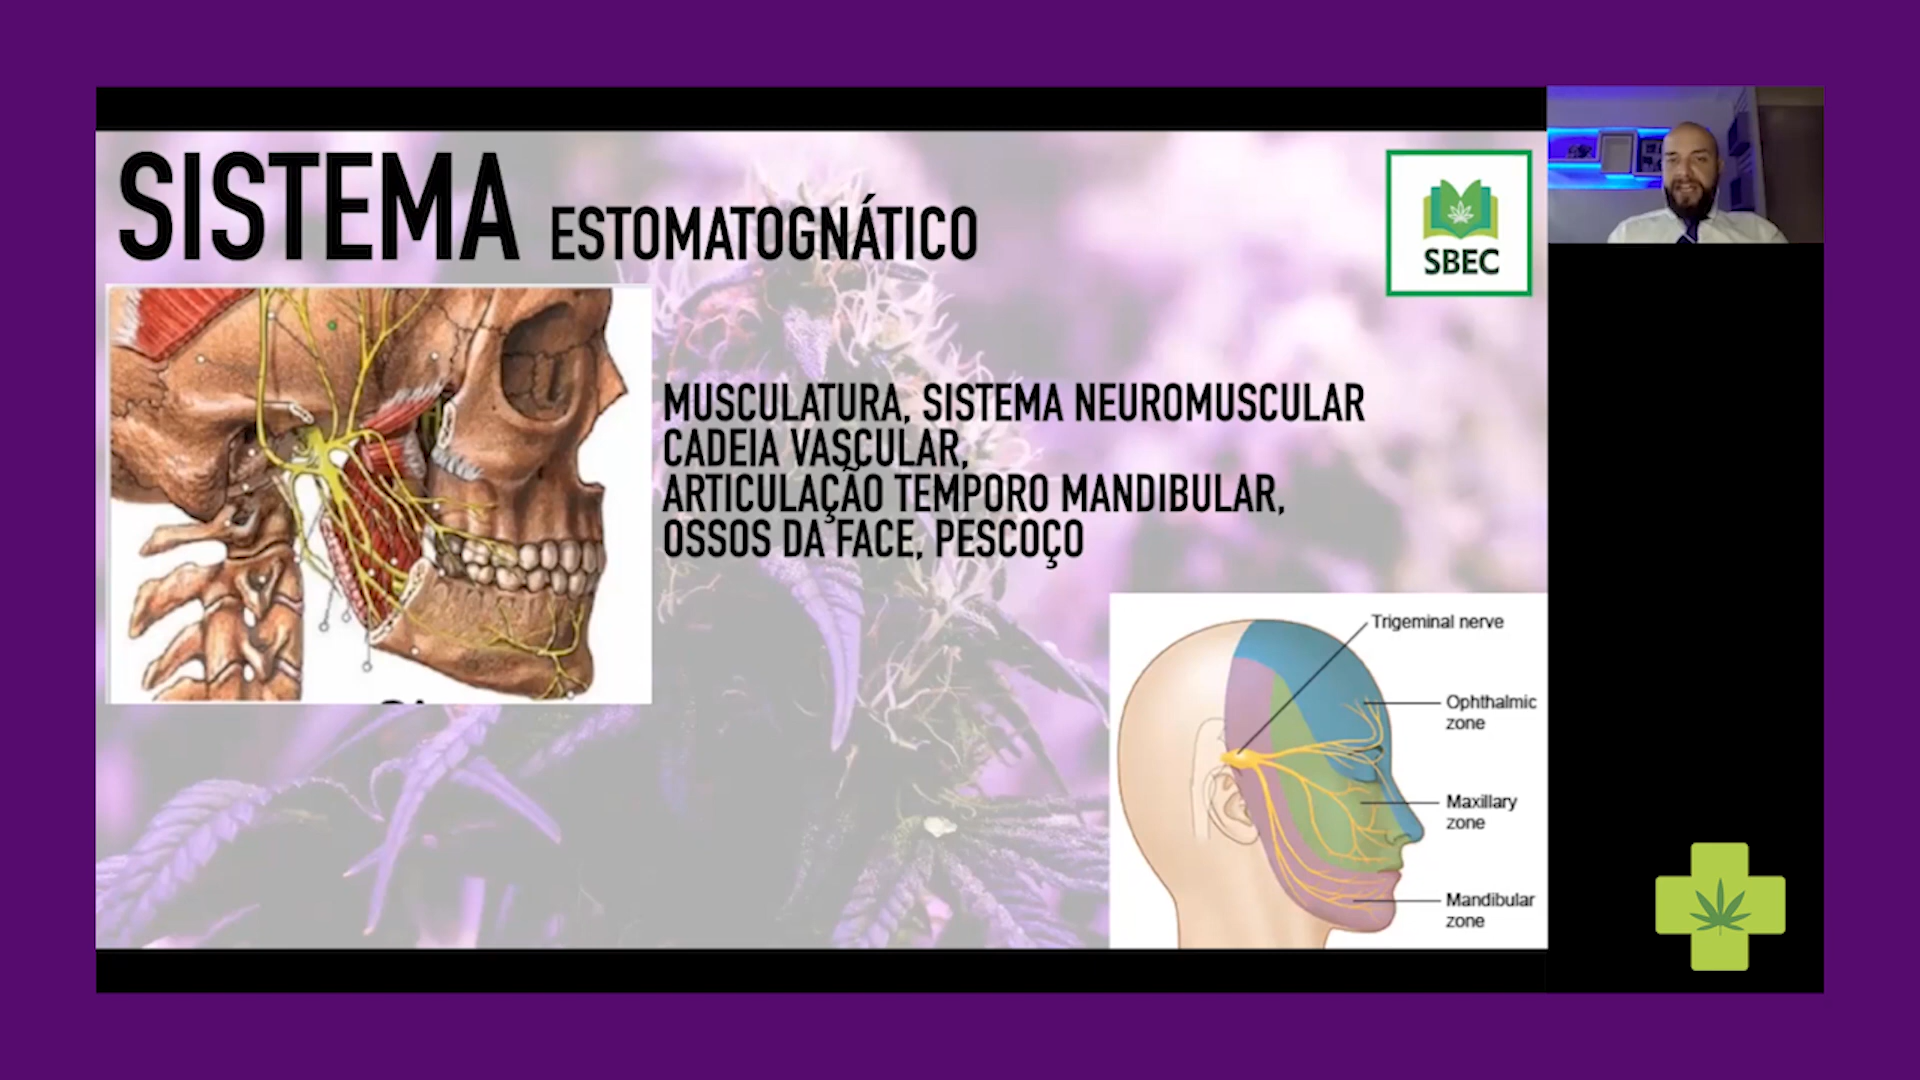 SISTEMA ESTOMATOGNÁTICO
SBEC
MUSCULATURA, SISTEMA NEUROMUSCULAR
CADEIA VASCULAR,
ARTICULAÇÃO TEMPORO MANDIBULAR,
OSSOS DA FACE, PESCOÇO
Trigeminal nerve
Ophthalmic
zone
Maxillary
zone
Mandibular
zone